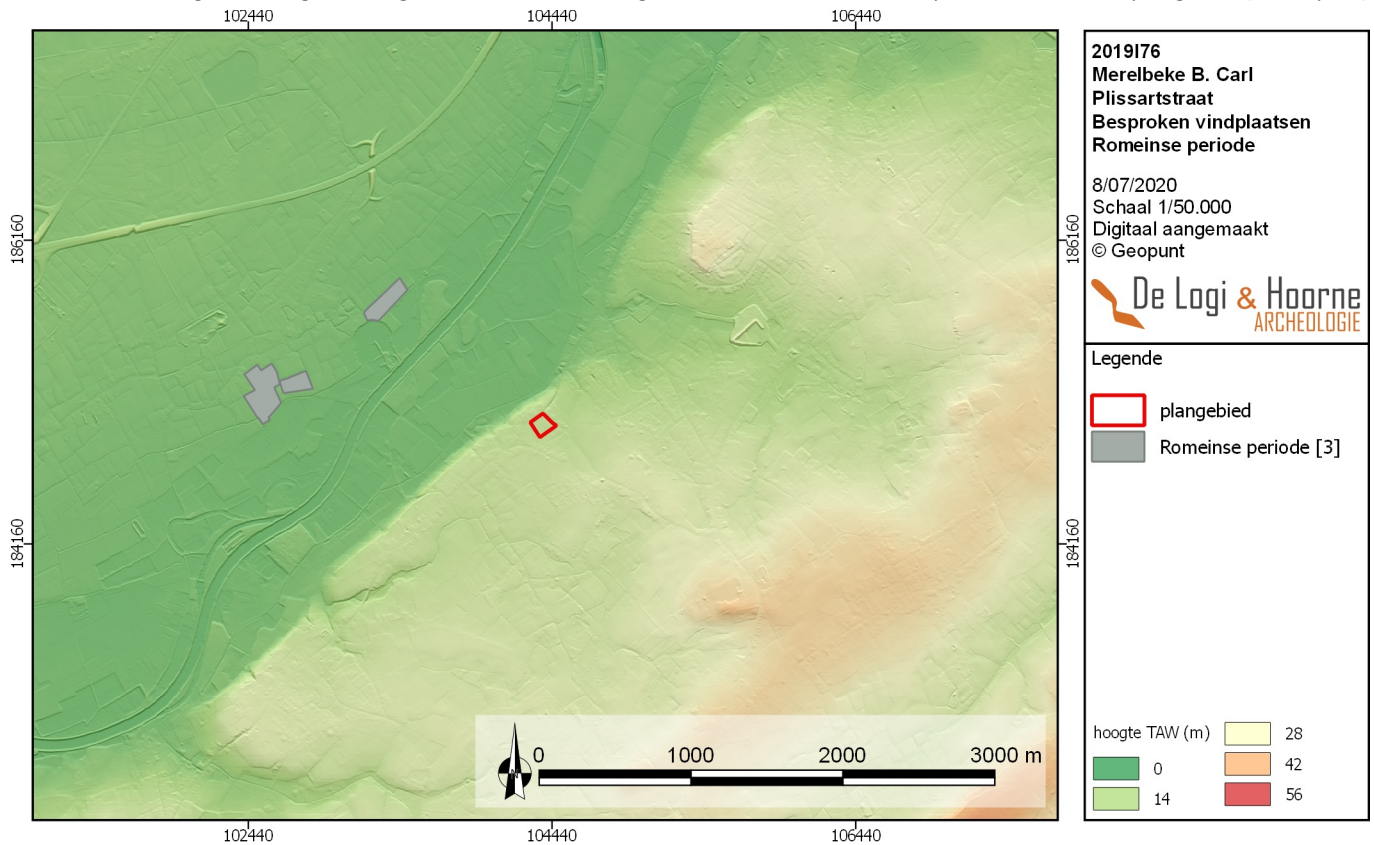 102440 104440 106440
186160 186160
184160 184160
0 1000 2000 3000 m
N
102440 104440 106440
2019I76
Merelbeke B. Carl
Plissartstraat
Besproken vindplaatsen
Romeinse periode
8/07/2020
Schaal 1/50.000
Digitaal aangemaakt
© Geopunt
De Logi & Hoorne
ARCHEOLOGIE
Legende
plangebied
Romeinse periode [3]
hoogte TAW (m)
0
14
28
42
56